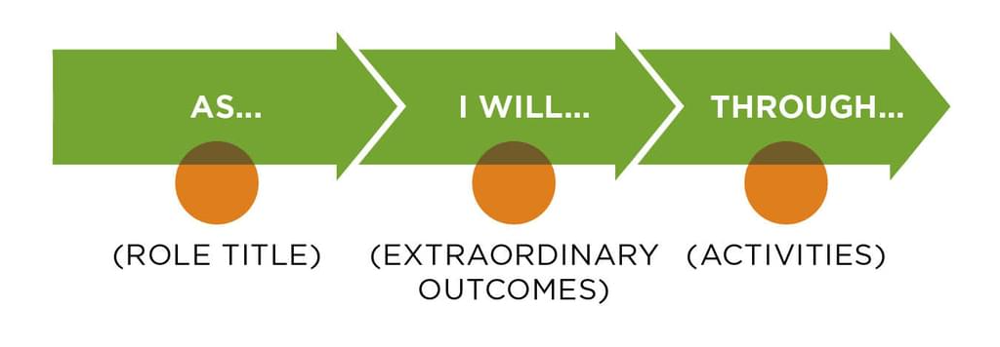 AS...
I WILL...
THROUGH...
(ROLE TITLE)
(EXTRAORDINARY
OUTCOMES)
(ACTIVITIES)